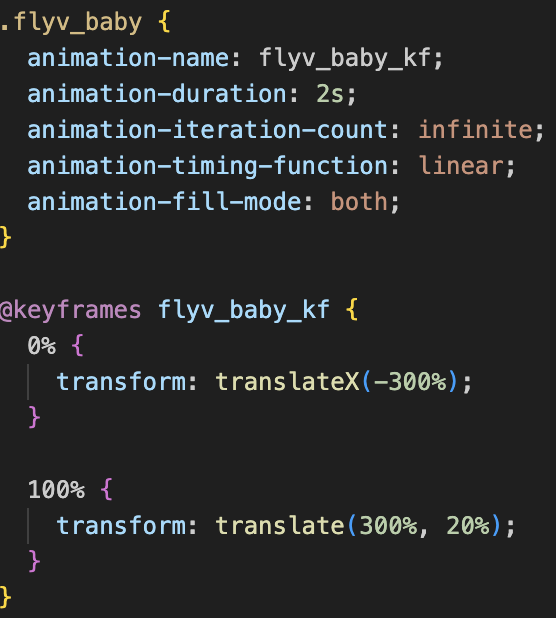 .flyv_baby {
  animation-name: flyv_baby_kf;
  animation-duration: 2s;
  animation-iteration-count: infinite;
  animation-timing-function: linear;
  animation-fill-mode: both;
}
@keyframes flyv_baby_kf {
  0% {
    transform: translateX(-300%);
  }
  100% {
    transform: translate(300%, 20%);
  }
}